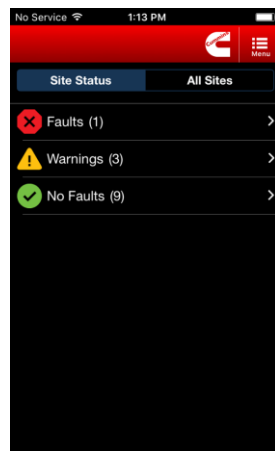 No Service 1:13 PM
Menu
Site Status All Sites
Faults (1)
Warnings (3)
No Faults (9)